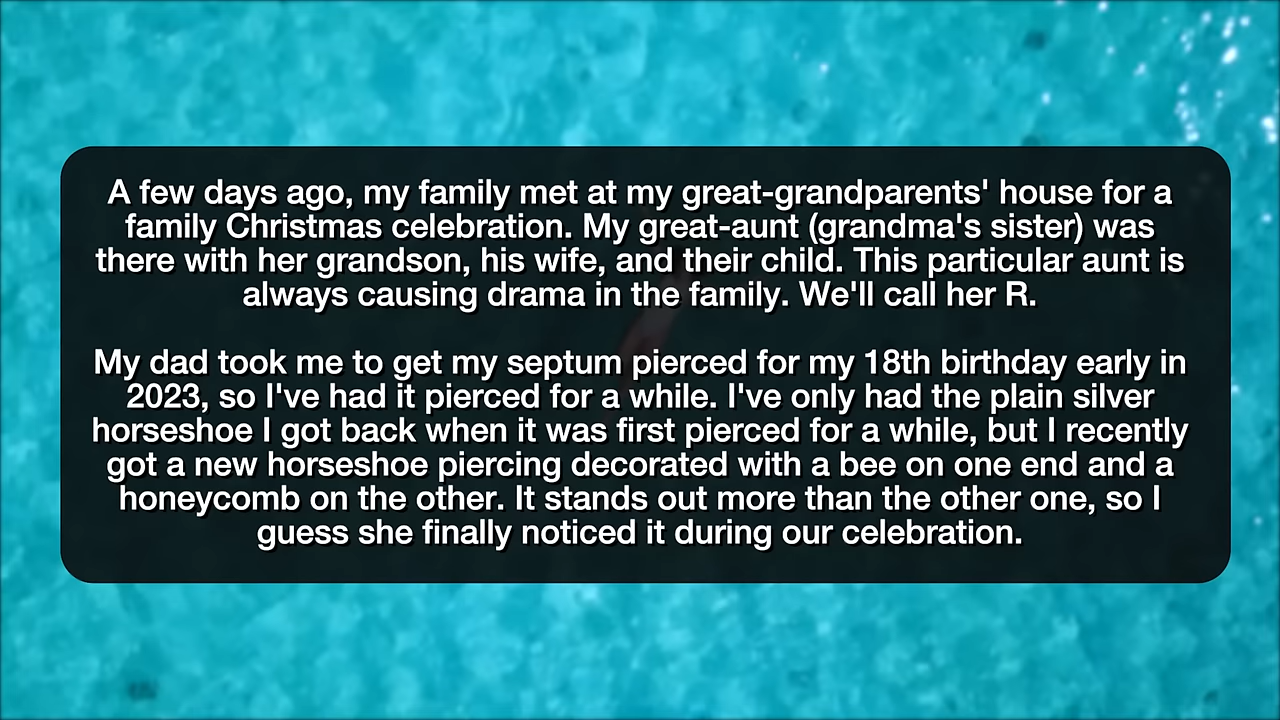 A few days ago, my family met at my great-grandparents' house for a
family Christmas celebration. My great-aunt (grandma's sister) was
there with her grandson, his wife, and their child. This particular aunt is
always causing drama in the family. We'll call her R.
My dad took me to get my septum pierced for my 18th birthday early in
2023, so I've had it pierced for a while. I've only had the plain silver
horseshoe I got back when it was first pierced for a while, but I recently
got a new horseshoe piercing decorated with a bee on one end and a
honeycomb on the other. It stands out more than the other one, so I
guess she finally noticed it during our celebration.